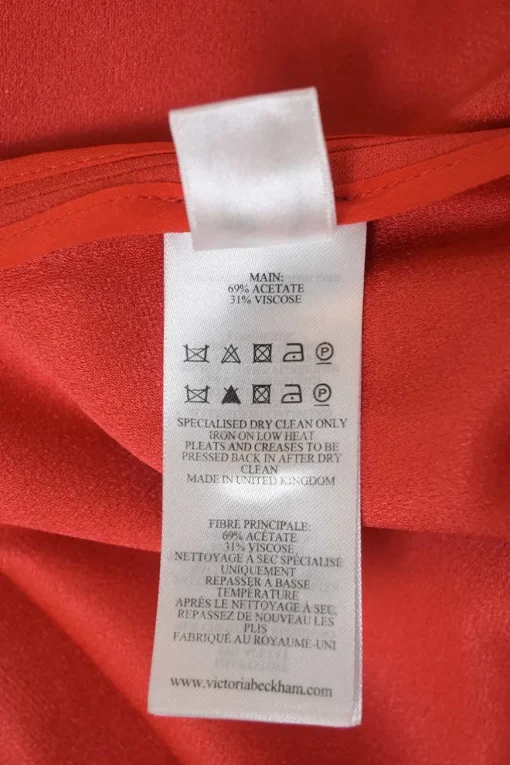 MAIN:
69% ACETATE
31% VISCOSE
P
P
SPECIALISED DRY CLEAN ONLY
IRON ON LOW HEAT
PLEATS AND CREASES TO BE
PRESSED BACK IN AFTER DRY
CLEAN
MADE IN UNITED KINGDOM
FIBRE PRINCIPALE:
69% ACÉTATE
31% VISCOSE
NETTOYAGE À SEC SPÉCIALISÉ
UNIQUEMENT
REPASSER À BASSE
TEMPÉRATURE
APRÈS LE NETTOYAGE À SEC,
REPASSEZ DE NOUVEAU LES
PLIS
FABRIQUÉ AU ROYAUME-UNI
www.victoriabeckham.com